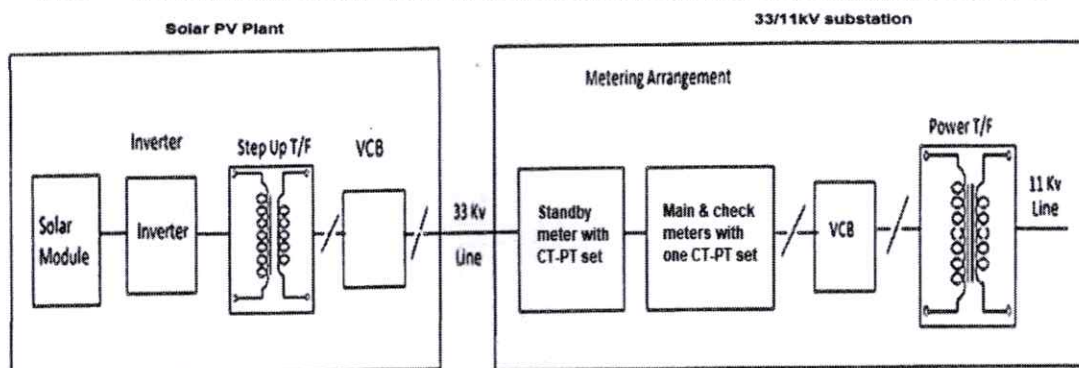 Solar PV Plant
33/11kV substation
Metering Arrangement
Inverter
Step Up T/F
VCB
Power T/F
Solar
Module
Inverter
33 Kv
Line
Standby
meter with
CT-PT set
Main & check
meters with
one CT-PT set
VCB
11 Kv
Line